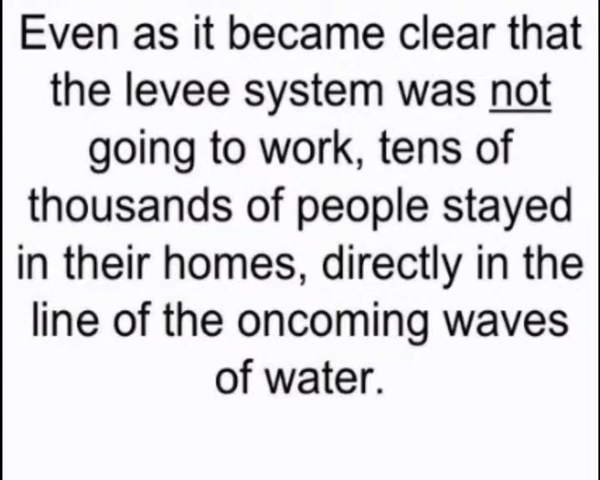 Even as it became clear that
the levee system was not
going to work, tens of
thousands of people stayed
in their homes, directly in the
line of the oncoming waves
of water.